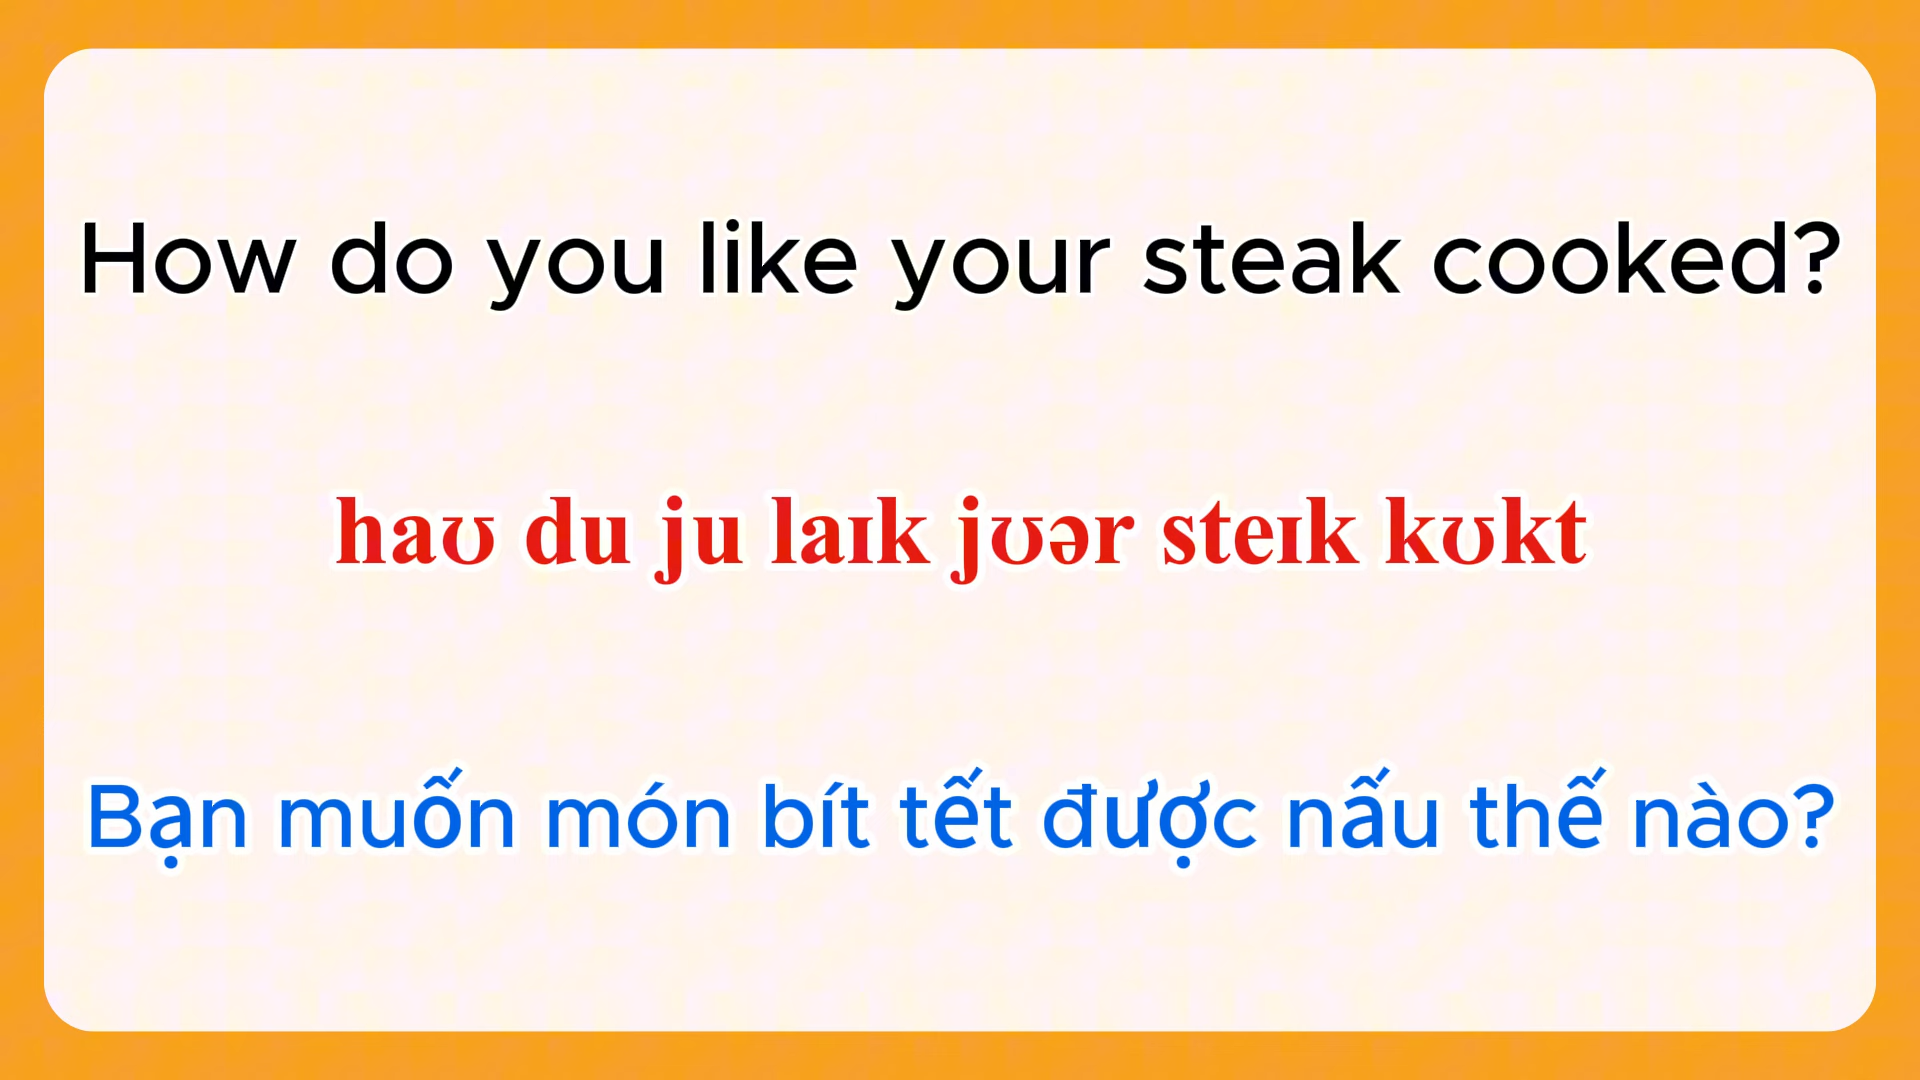 How do you like your steak cooked?
haʊ du ju laɪk jʊər steɪk kʊkt
Bạn muốn món bít tết được nấu thế nào?